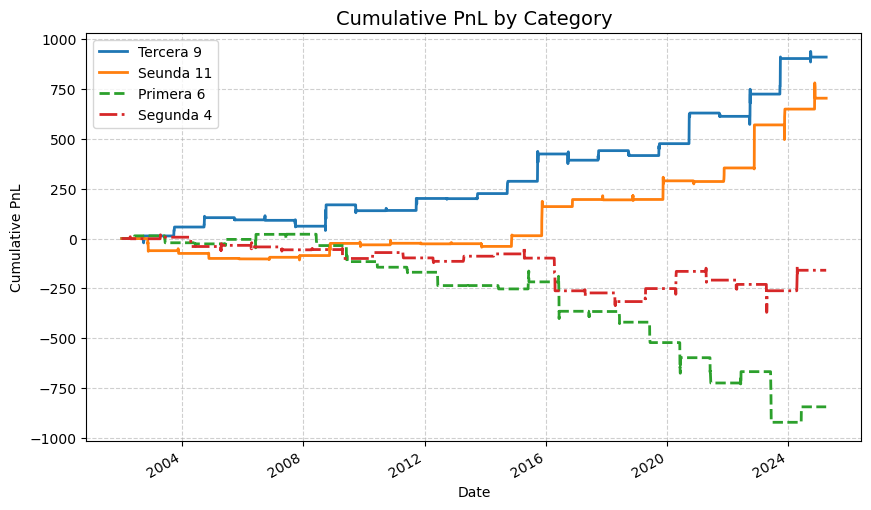 Cumulative PnL by Category
Cumulative PnL
1000
750
500
250
0
−250
−500
−750
−1000
Tercera 9
Seunda 11
Primera 6
Segunda 4
2004
2008
2012
2016
2020
2024
Date